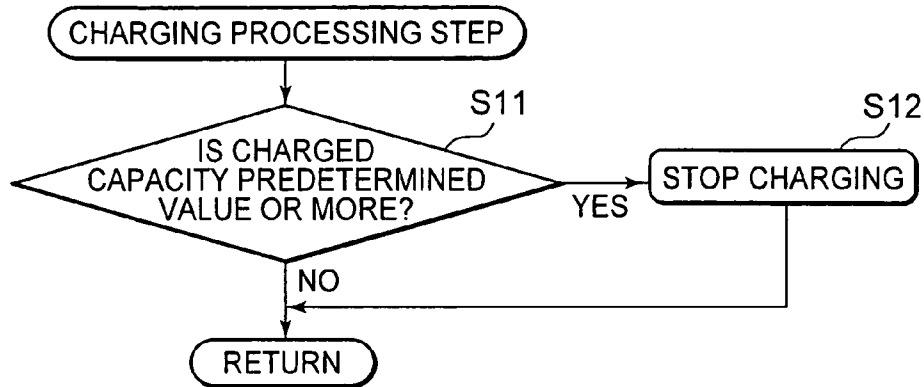 CHARGING PROCESSING STEP
S11
IS CHARGED
CAPACITY PREDETERMINED
VALUE OR MORE?
S12
STOP CHARGING
YES
NO
RETURN